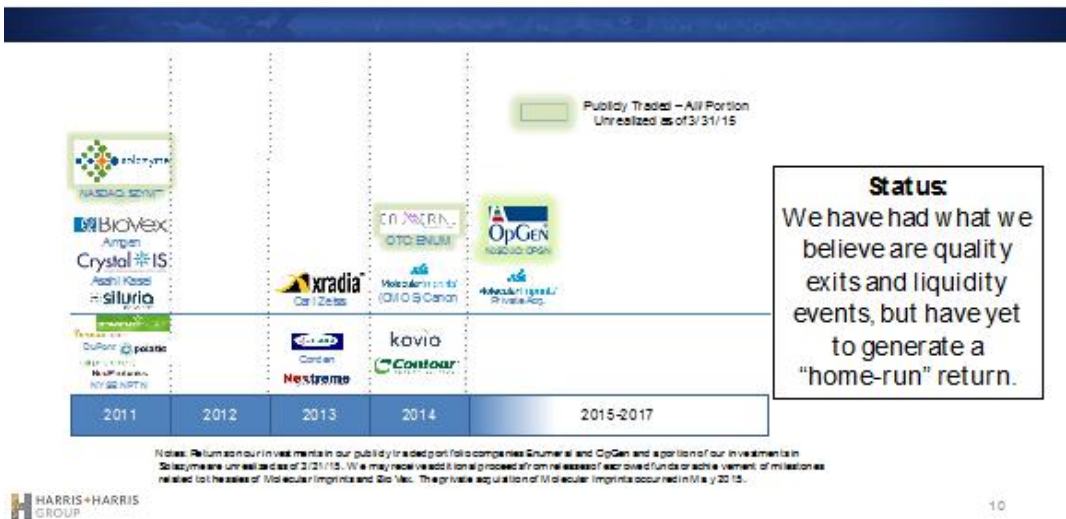 Publicly Traded – All/ Portion
Unrealized as of 3/31/15
solazyme
NASDAQ: SZYM
BioVex
Amgen
Crystal IS
Asahi Kasei
siluria
DuPont polatis
NeoPhotonics
NYSE:NPTN
xradia
Carl Zeiss
Corden
Nextreme
OTC: ENUM
Molecular Imprints
(CMOS) Canon
kovio
Contour
OpGen
NASDAQ: OPGN
Molecular Imprints
Private Acq.
Status:
We have had what we
believe are quality
exits and liquidity
events, but have yet
to generate a
“home-run” return.
2011 2012 2013 2014 2015-2017
Notes: Returns on our investments in our publicly traded portfolio companies Enumeral and OpGen and a portion of our investments in
Solazyme are unrealized as of 3/31/15. We may receive additional proceeds from releases of escrowed funds or achievement of milestones
related to the sales of Molecular Imprints and BioVex. The private acquisition of Molecular Imprints occurred in May 2015.
HARRIS+HARRIS
GROUP
10